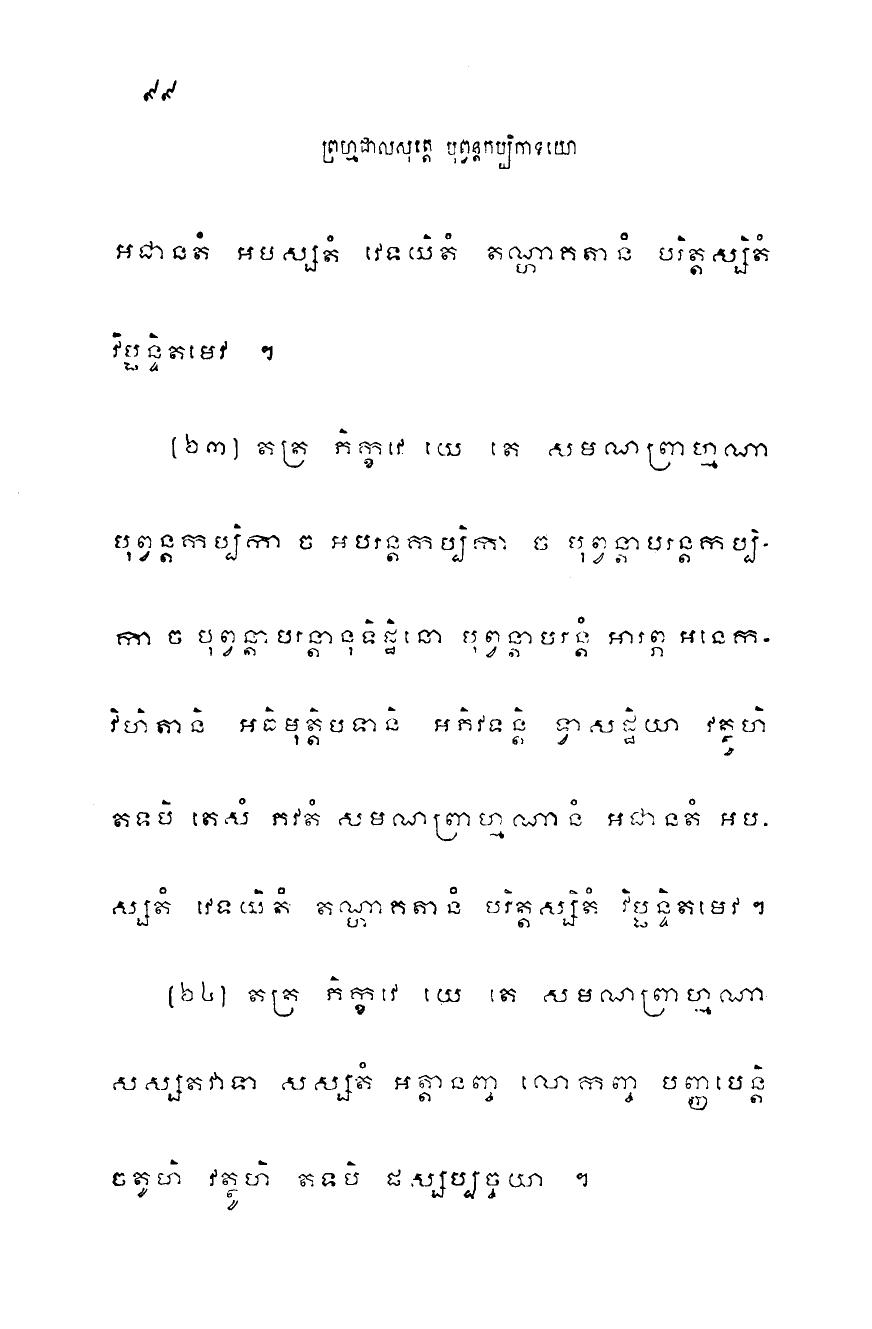 ៩៩
ព្រហ្មជាលសុត្តេ បុព្វន្តកប្បិកាទយោ
អជានតំ អបស្សតំ វេទយិតំ តណ្ហាគតានំ បរិត្តស្សិតំ
វិប្ផន្ទិតមេវ ។
(២៣) តត្រ ភិក្ខវេ យេ តេ សមណព្រាហ្មណា
បុព្វន្តកប្បិកា ច អបរន្តកប្បិកា ច បុព្វន្តាបរន្តកប្បិ-
កា ច បុព្វន្តាបរន្តានុទិដ្ឋិនោ បុព្វន្តាបរន្តំ អារព្ភ អនេក-
វិហិតានិ អធិមុត្តិបទានិ អភិវទន្តិ ទ្វាសដ្ឋិយា វត្ថូហិ
តទបិ តេសំ ភវតំ សមណព្រាហ្មណានំ អជានតំ អប-
ស្សតំ វេទយិតំ តណ្ហាគតានំ បរិត្តស្សិតំ វិប្ផន្ទិតមេវ ។
(២៤) តត្រ ភិក្ខវេ យេ តេ សមណព្រាហ្មណា
សស្សតវាទា សស្សតំ អត្តានញ្ច លោកញ្ច បញ្ញបេន្តិ
ចតូហិ វត្ថូហិ តទបិ ផស្សប្បច្ចយា ។